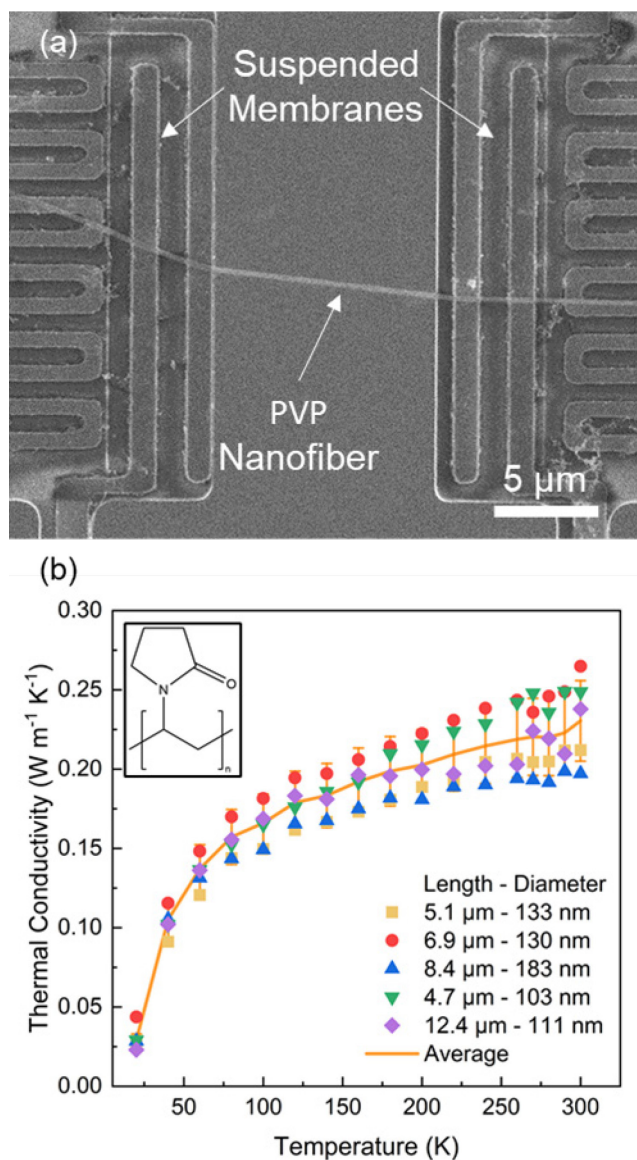 (a)
Suspended
Membranes
PVP
Nanofiber
5 µm
(b)
Thermal Conductivity (W m⁻¹ K⁻¹)
0.30
0.25
0.20
0.15
0.10
0.05
0.00
N
O
n
Length - Diameter
5.1 µm - 133 nm
6.9 µm - 130 nm
8.4 µm - 183 nm
4.7 µm - 103 nm
12.4 µm - 111 nm
Average
50
100
150
200
250
300
Temperature (K)